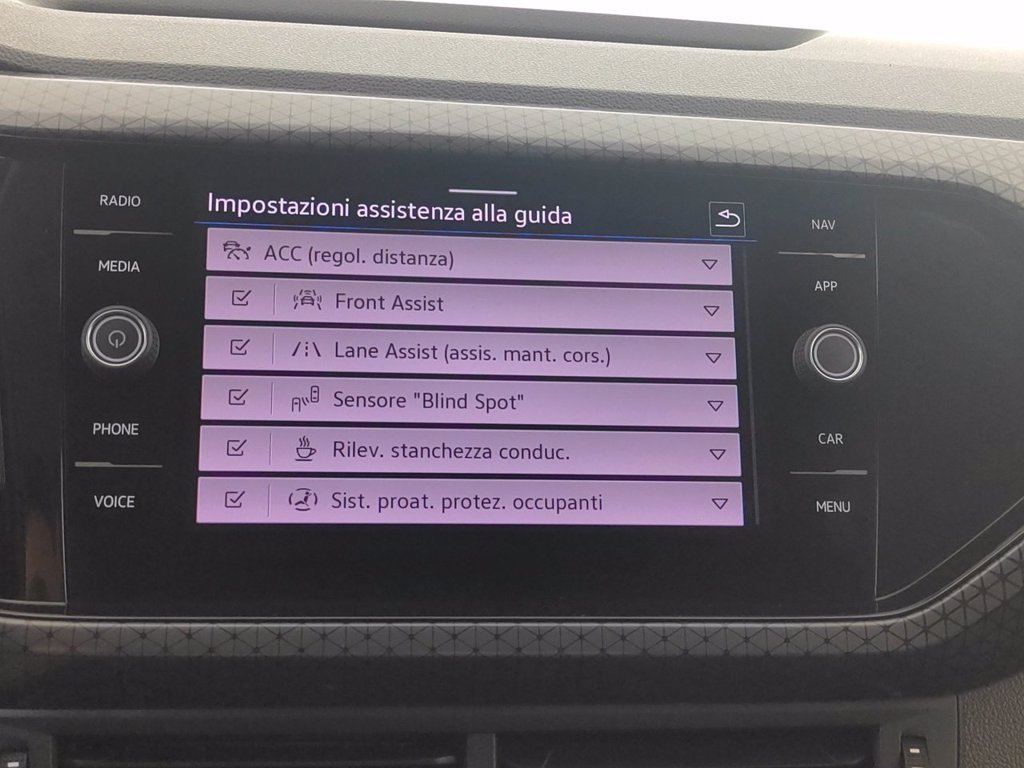 RADIO
MEDIA
PHONE
VOICE
Impostazioni assistenza alla guida
ACC (regol. distanza)
Front Assist
Lane Assist (assis. mant. cors.)
Sensore "Blind Spot"
Rilev. stanchezza conduc.
Sist. proat. protez. occupanti
NAV
APP
CAR
MENU